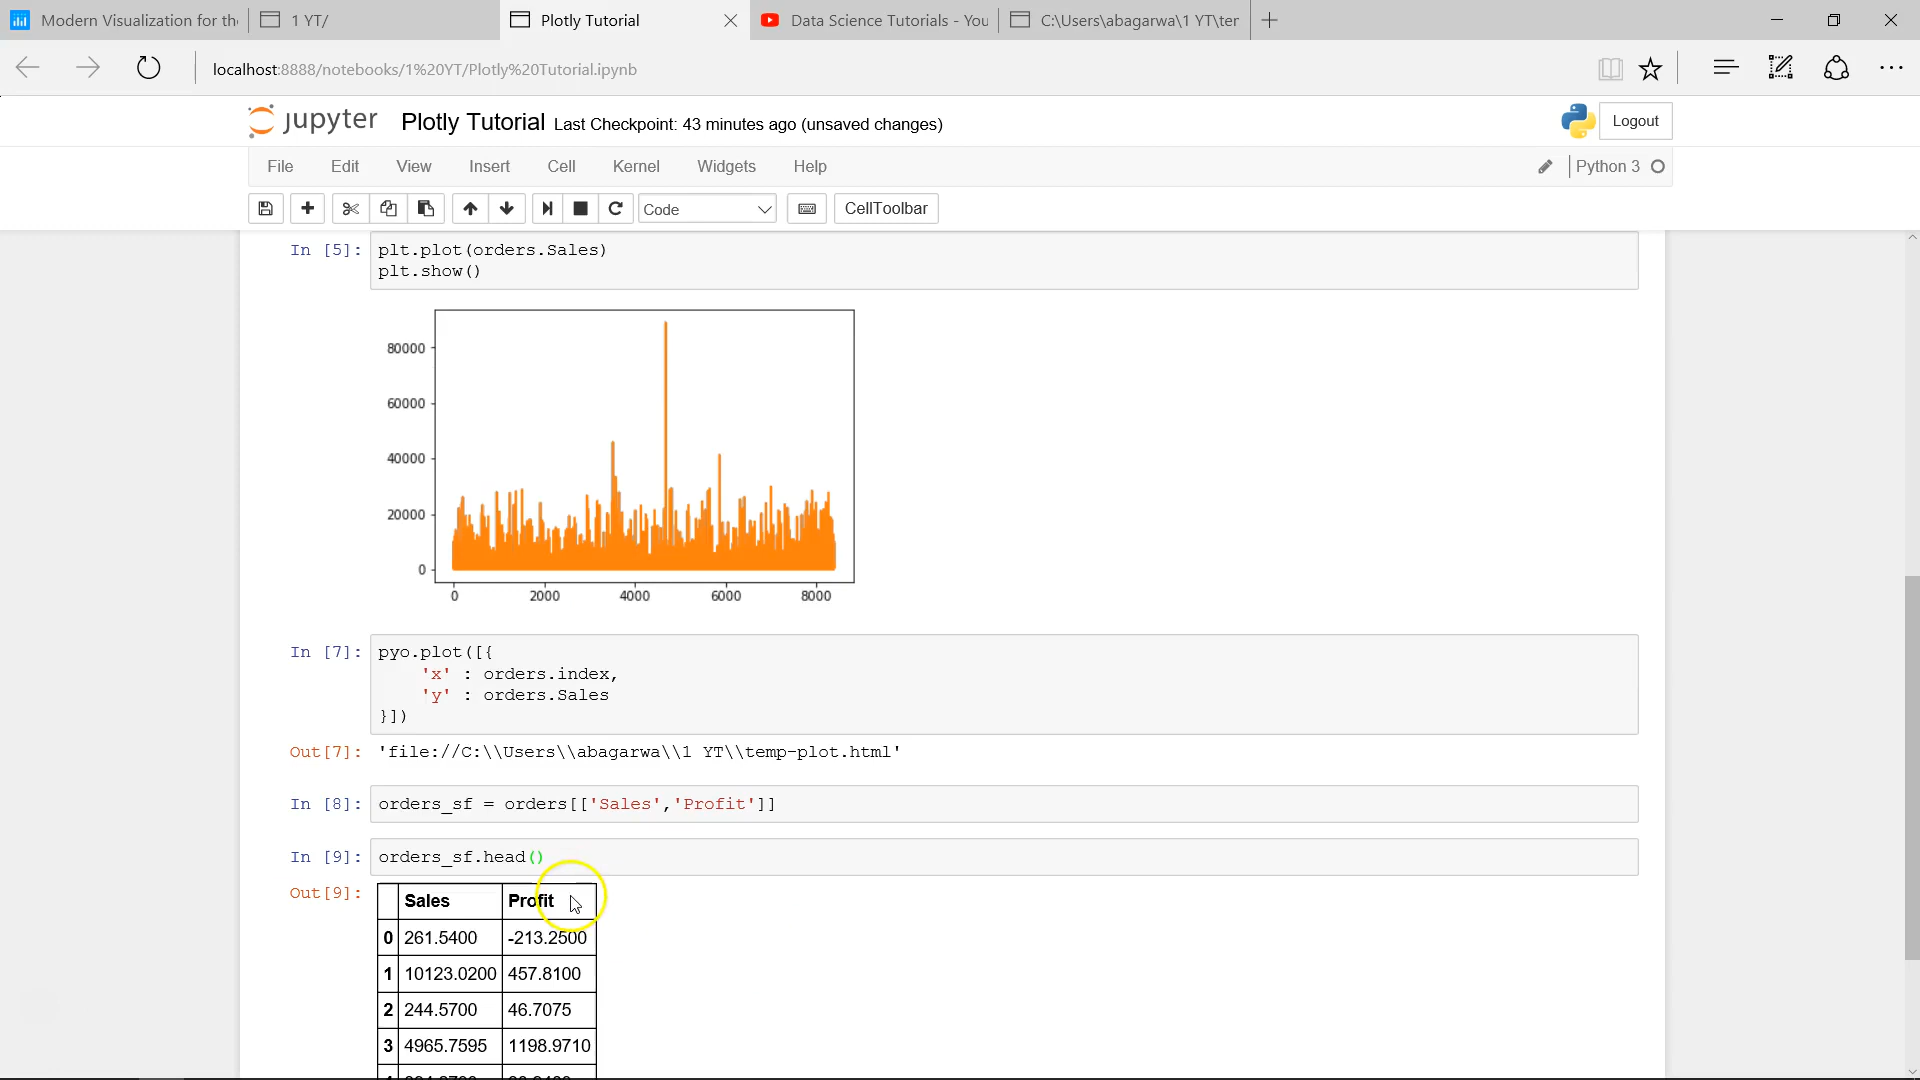 Modern Visualization for th
1 YT/
Plotly Tutorial
Data Science Tutorials - You
C:\Users\abagarwa\1 YT\ter
localhost:8888/notebooks/1%20YT/Plotly%20Tutorial.ipynb
jupyter Plotly Tutorial Last Checkpoint: 43 minutes ago (unsaved changes)
Logout
File Edit View Insert Cell Kernel Widgets Help
Python 3
Code
CellToolbar
In [5]: plt.plot(orders.Sales)
plt.show()
80000
60000
40000
20000
0
0 2000 4000 6000 8000
In [7]: pyo.plot([{
'x' : orders.index,
'y' : orders.Sales
}])
Out[7]: 'file://C:\\Users\\abagarwa\\1 YT\\temp-plot.html'
In [8]: orders_sf = orders[['Sales','Profit']]
In [9]: orders_sf.head()
Out[9]:
Sales Profit
0 261.5400 -213.2500
1 10123.0200 457.8100
2 244.5700 46.7075
3 4965.7595 1198.9710